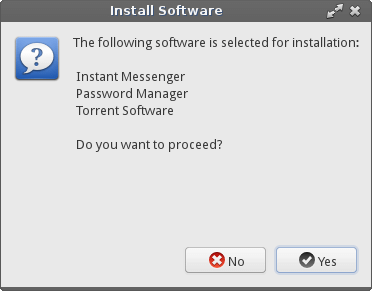 Install Software
The following software is selected for installation:
Instant Messenger
Password Manager
Torrent Software
Do you want to proceed?
No
Yes